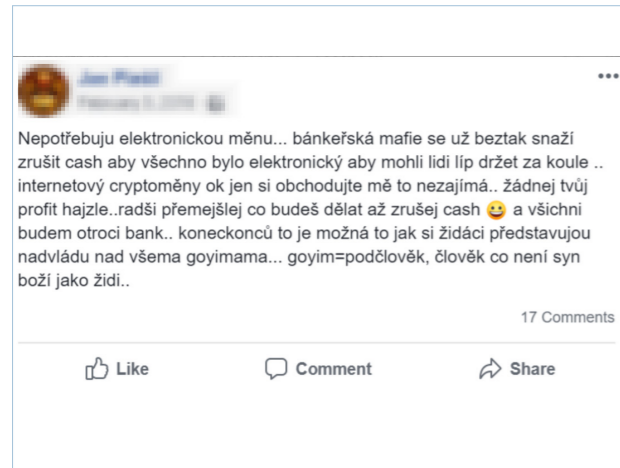 Nepotřebuju elektronickou měnu... bánkeřská mafie se už beztak snaží
zrušit cash aby všechno bylo elektronický aby mohli lidi líp držet za koule ..
internetový cryptoměny ok jen si obchodujte mě to nezajímá.. žádnej tvůj
profit hajzle..radši přemejšlej co budeš dělat až zrušej cash 😀 a všichni
budem otroci bank.. koneckonců to je možná to jak si židáci představujou
nadvládu nad všema goyimama... goyim=podčlověk, člověk co není syn
boží jako židi..
17 Comments
Like Comment Share